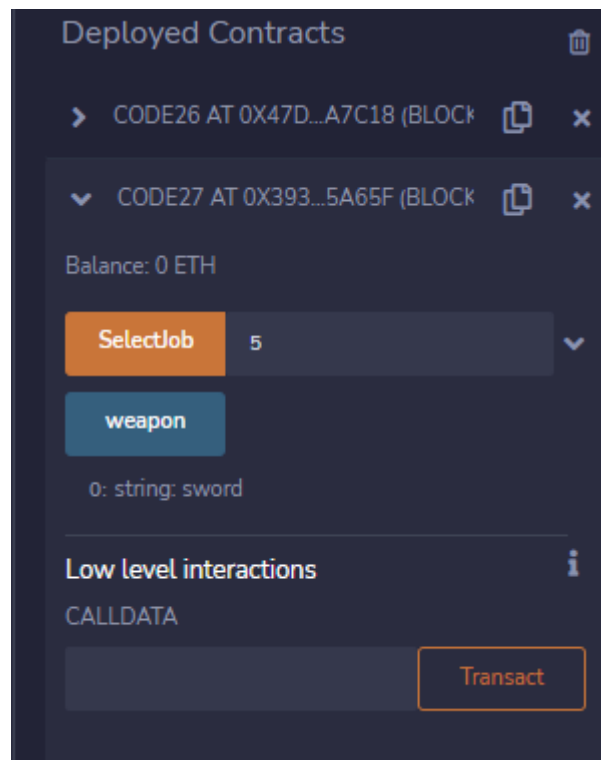 Deployed Contracts
CODE26 AT 0X47D...A7C18 (BLOCK
CODE27 AT 0X393...5A65F (BLOCK
Balance: 0 ETH
SelectJob 5
weapon
0: string: sword
Low level interactions
CALLDATA
Transact